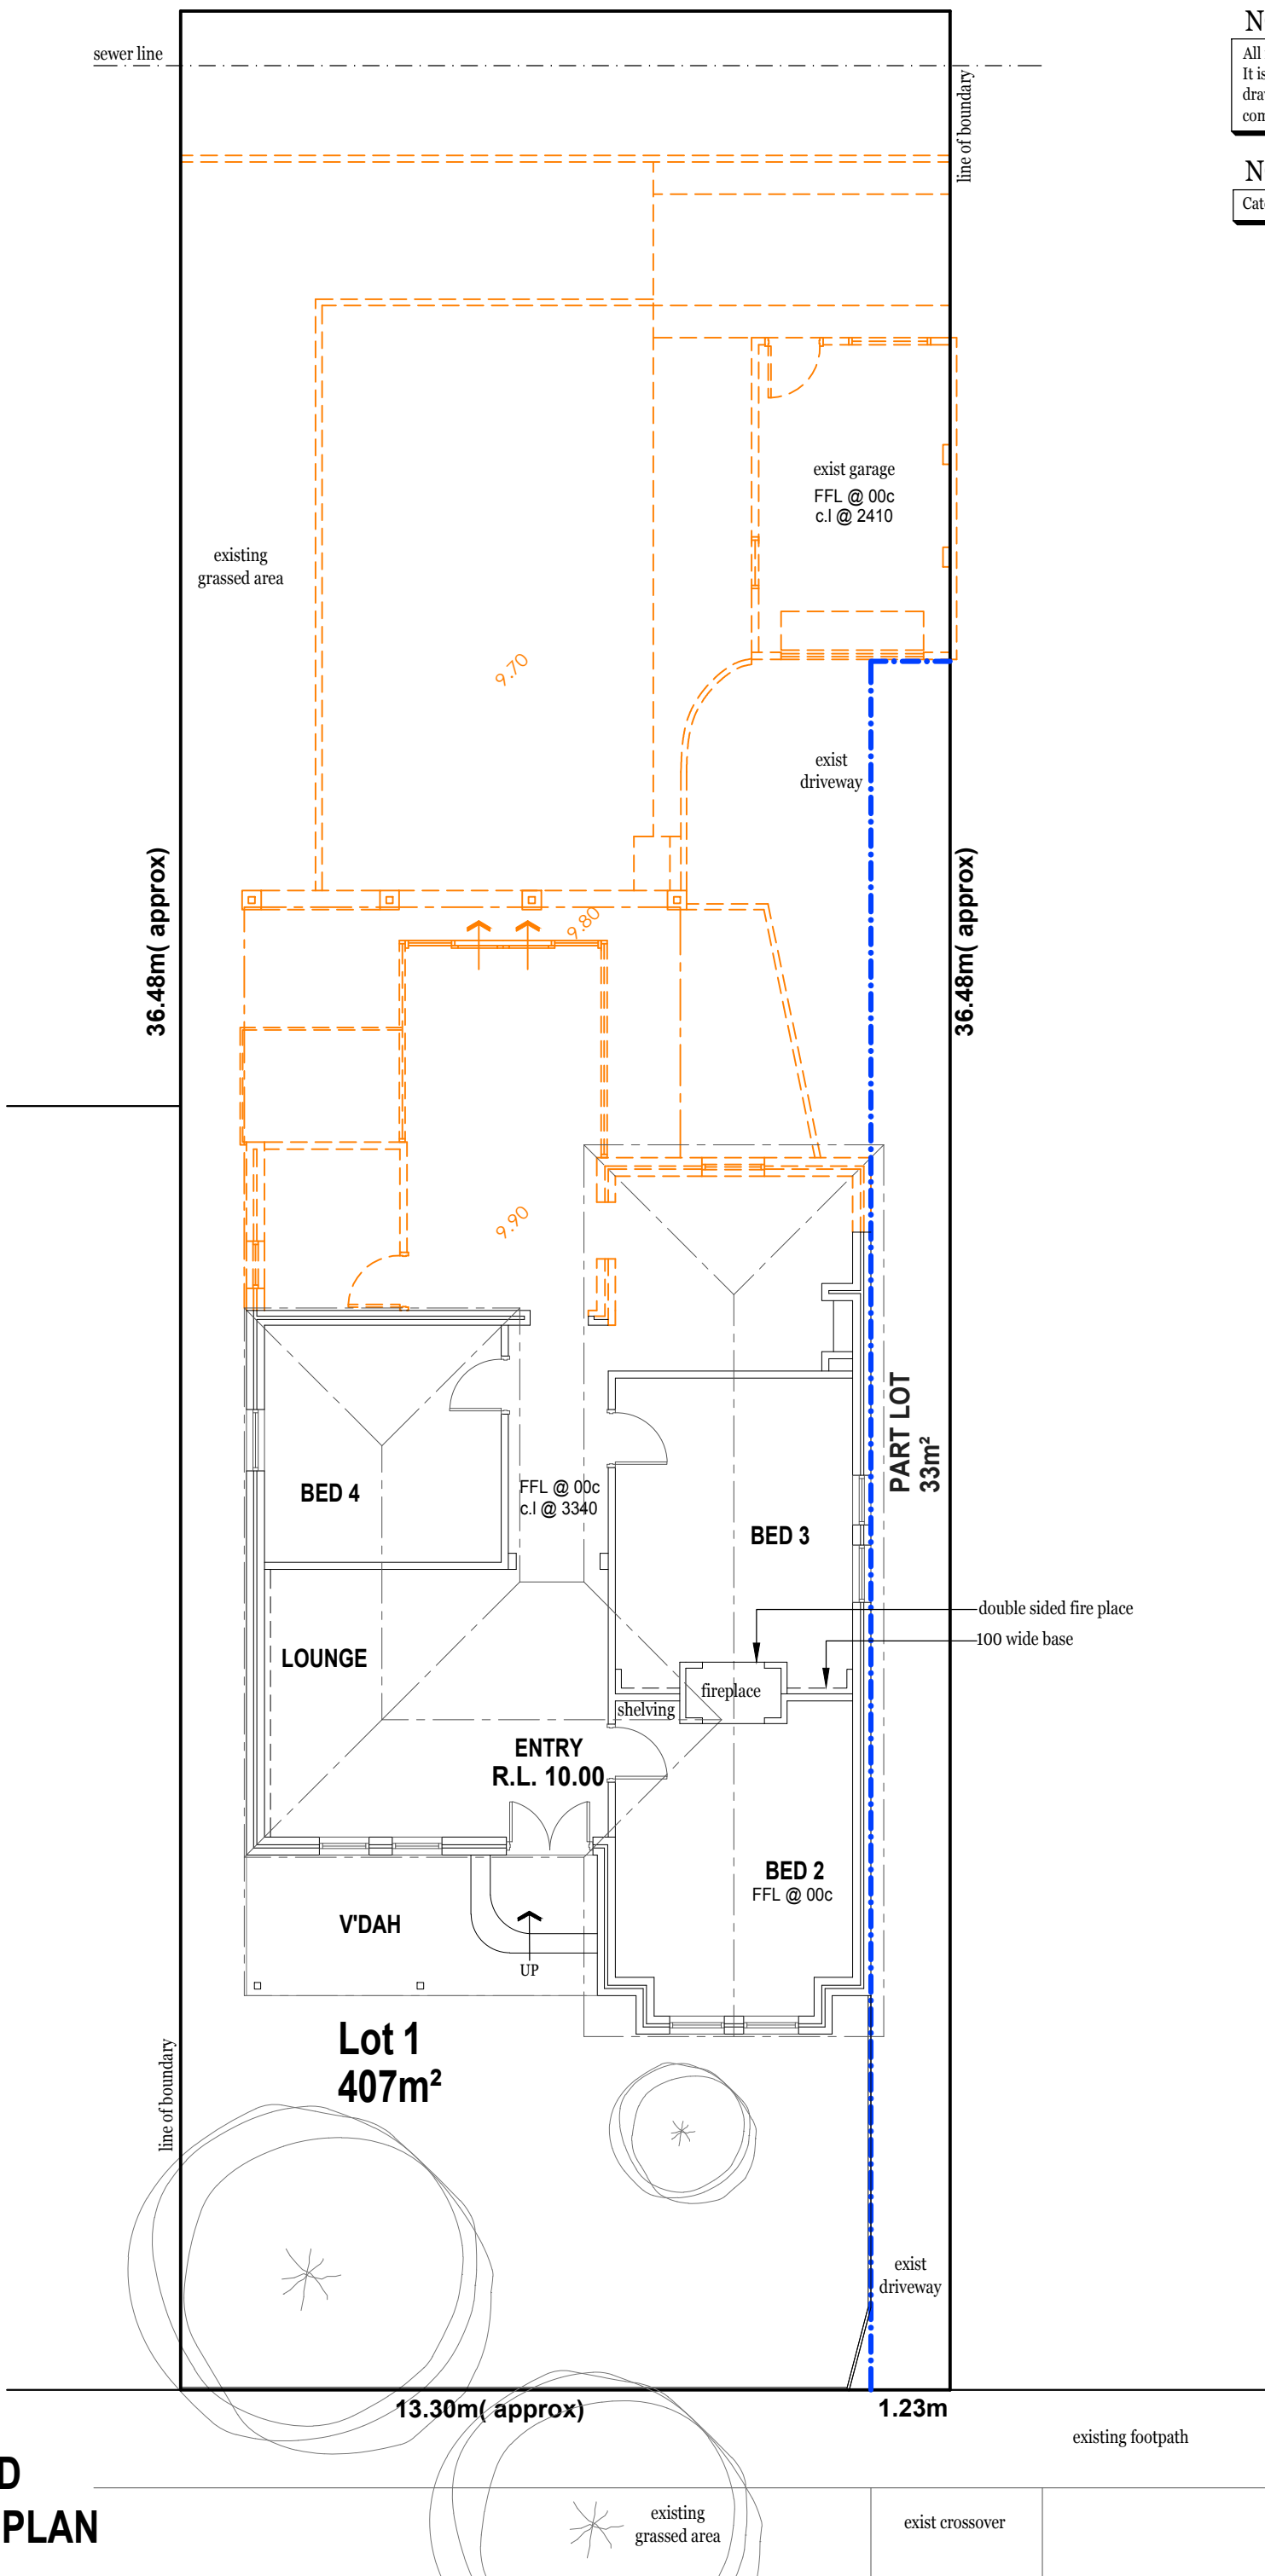 sewer line
line of boundary
N
All
It is
dra
com
N
Cat
exist garage
FFL @ 00c
c.l @ 2410
existing
grassed area
9.70
exist
driveway
36.48m( approx)
36.48m( approx)
9.80
9.90
PART LOT
33m²
BED 4
FFL @ 00c
c.l @ 3340
BED 3
double sided fire place
100 wide base
LOUNGE
fireplace
shelving
ENTRY
R.L. 10.00
BED 2
FFL @ 00c
V'DAH
UP
Lot 1
407m²
line of boundary
exist
driveway
13.30m( approx)
1.23m
existing footpath
D
PLAN
existing
grassed area
exist crossover